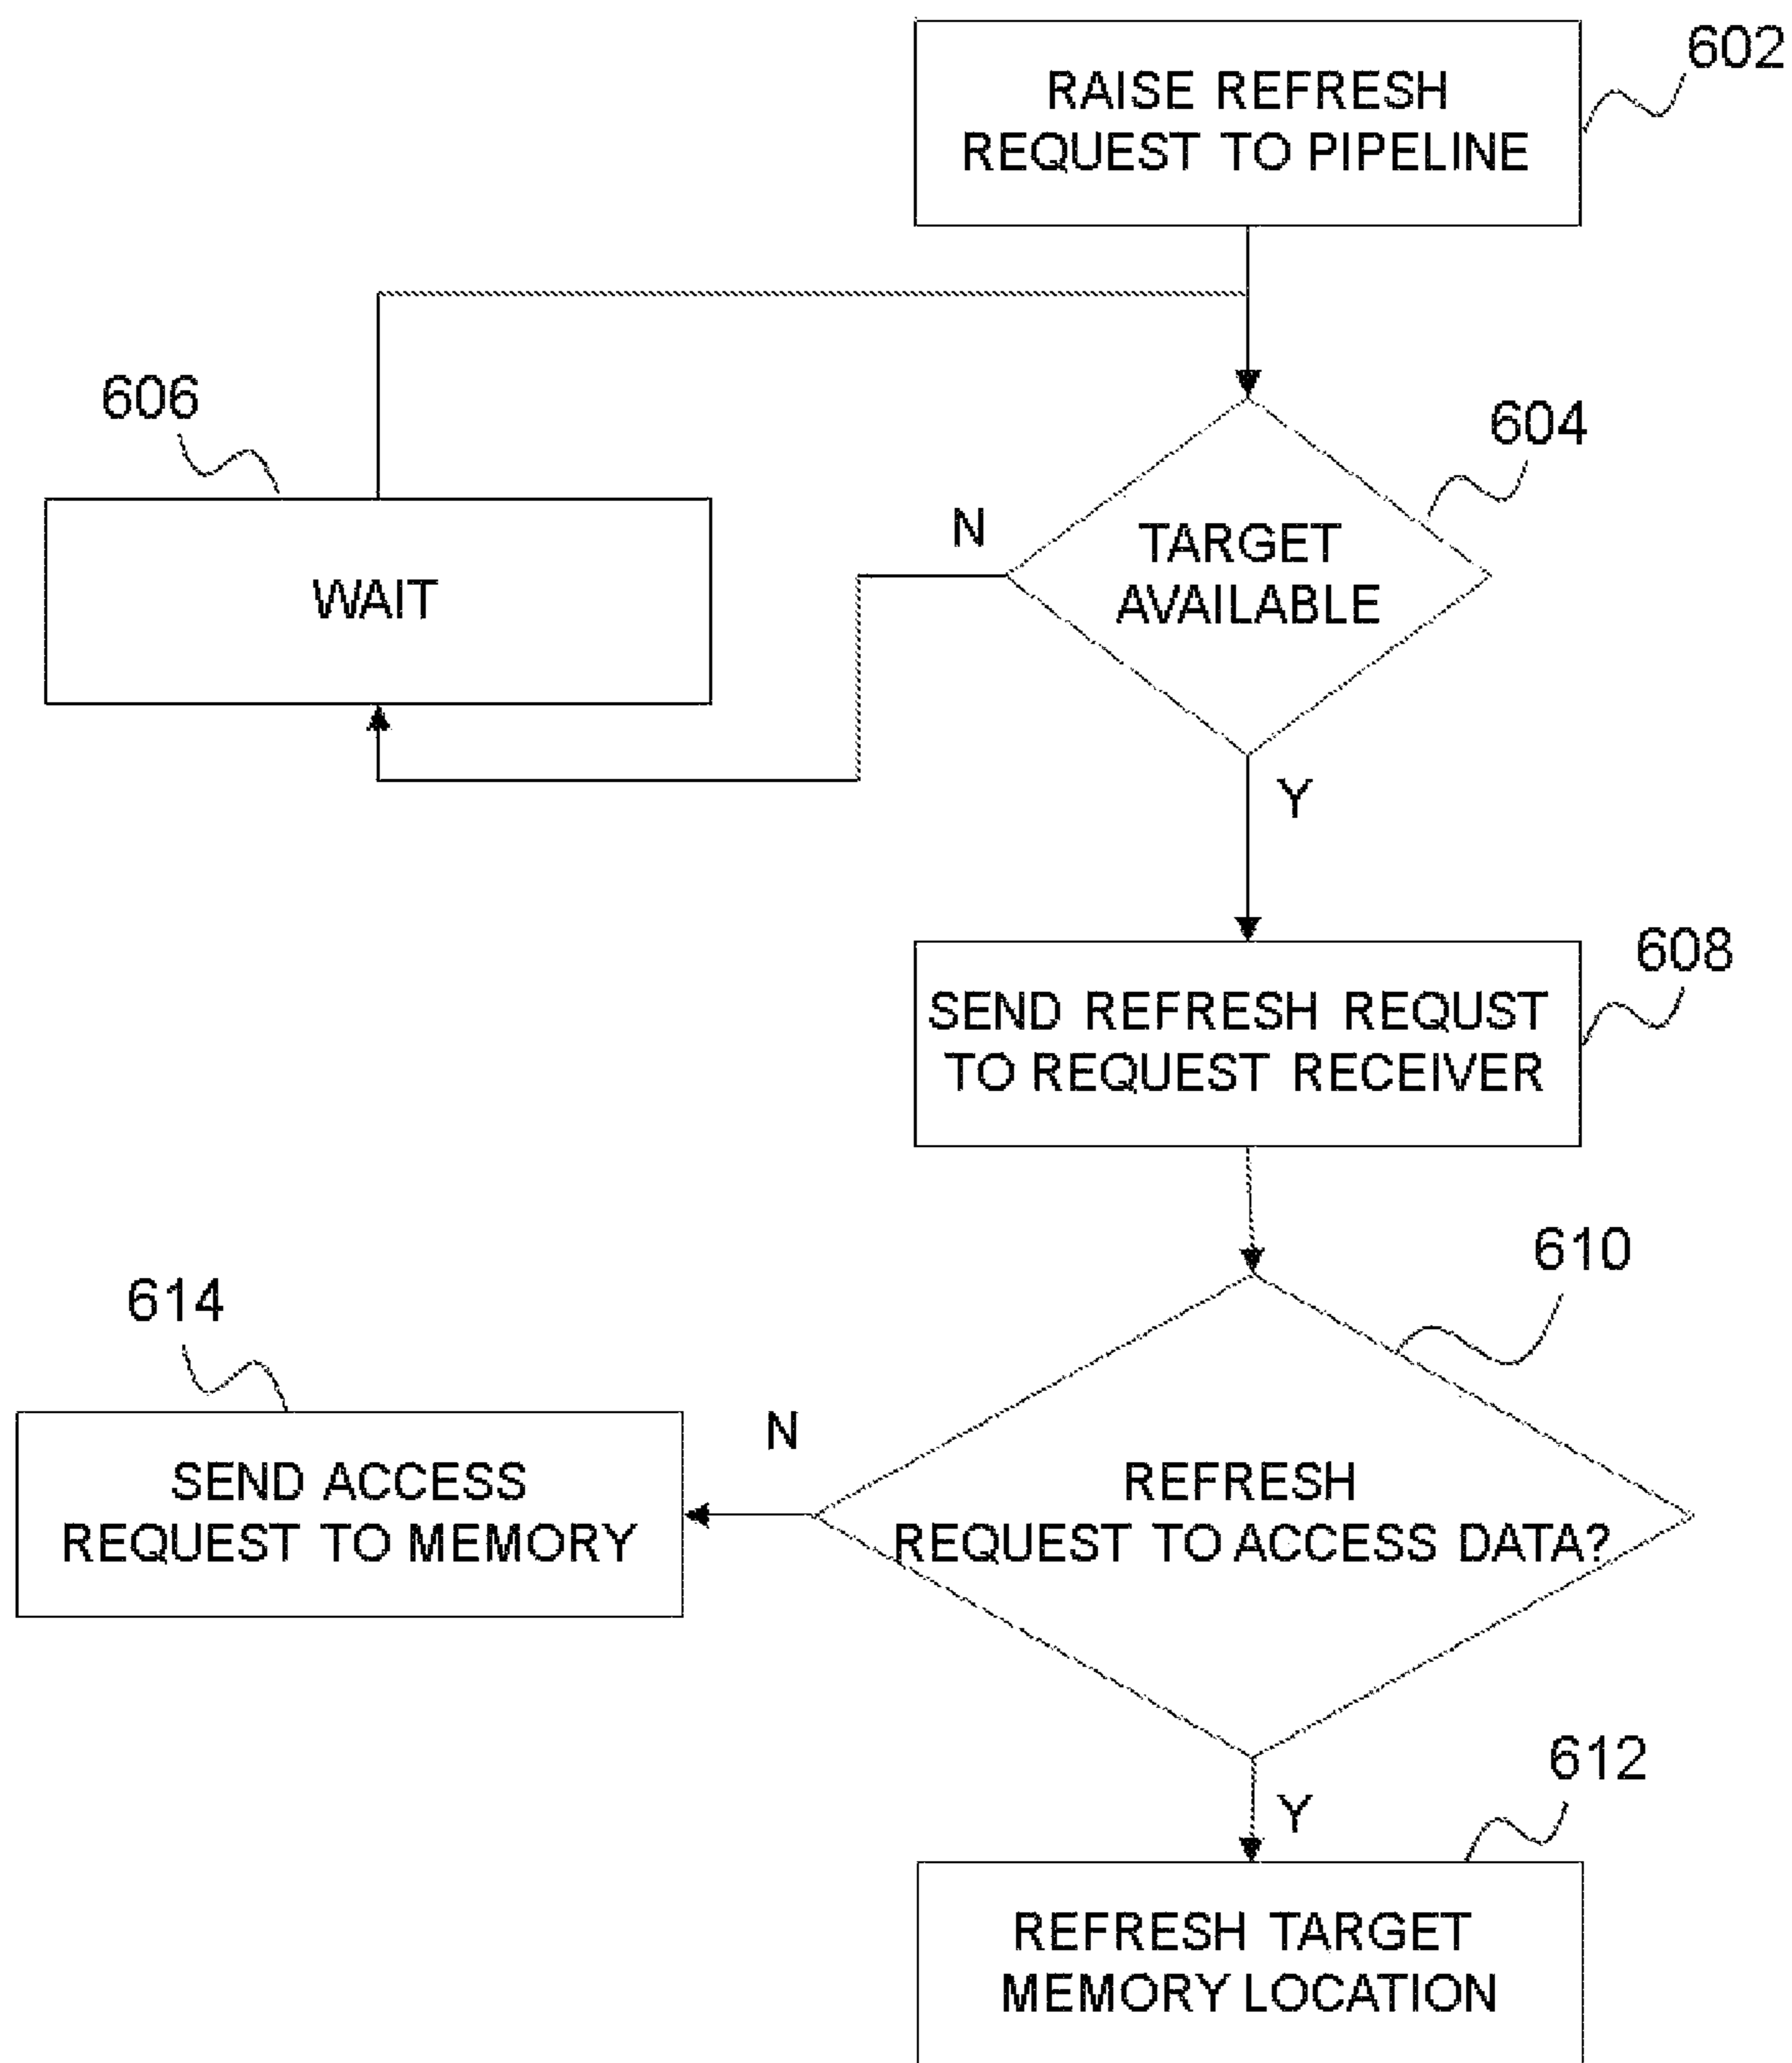 602
RAISE REFRESH
REQUEST TO PIPELINE
606
604
N
TARGET
AVAILABLE
WAIT
Y
608
SEND REFRESH REQUST
TO REQUEST RECEIVER
610
614
N
SEND ACCESS
REQUEST TO MEMORY
REFRESH
REQUEST TO ACCESS DATA?
612
Y
REFRESH TARGET
MEMORY LOCATION